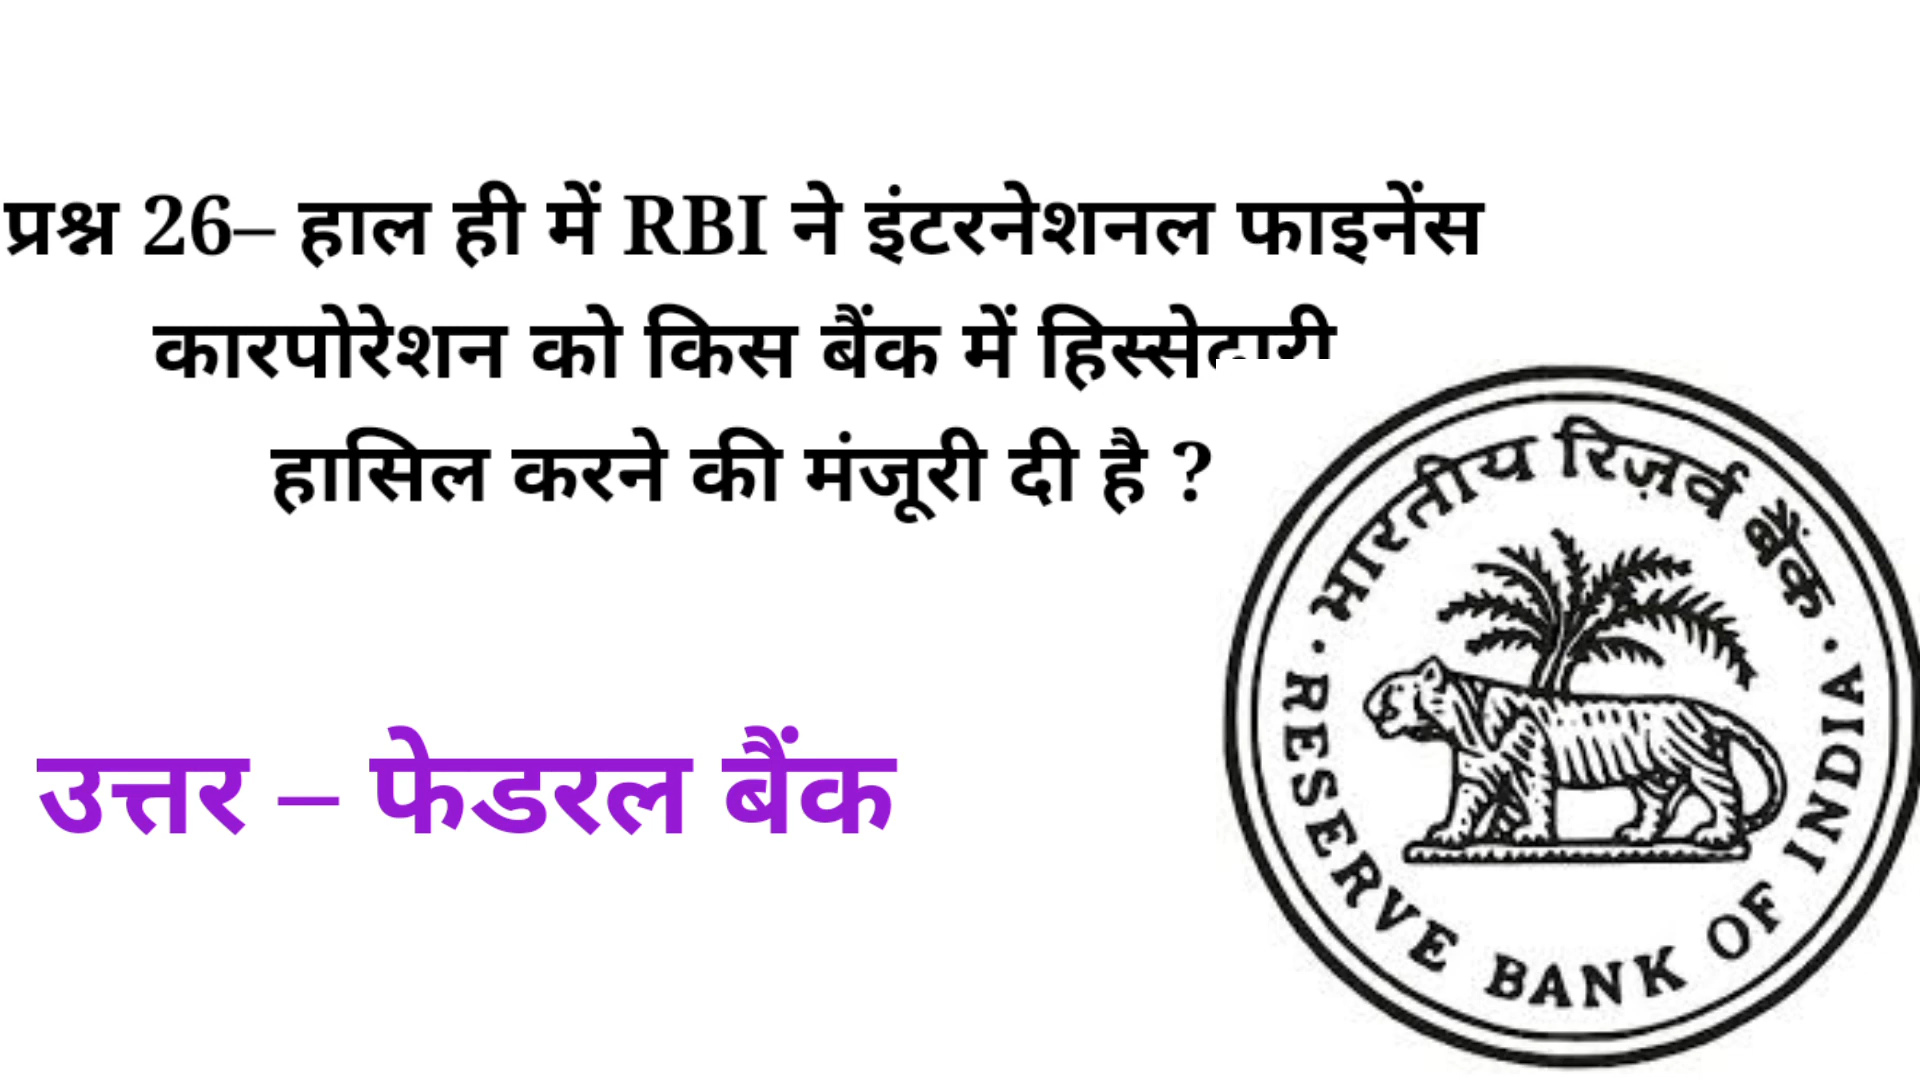 प्रश्न 26– हाल ही में RBI ने इंटरनेशनल फाइनेंस
कारपोरेशन को किस बैंक में हिस्सेदारी
हासिल करने की मंजूरी दी है ?
भारतीय रिज़र्व बैंक
RESERVE BANK OF INDIA
उत्तर – फेडरल बैंक